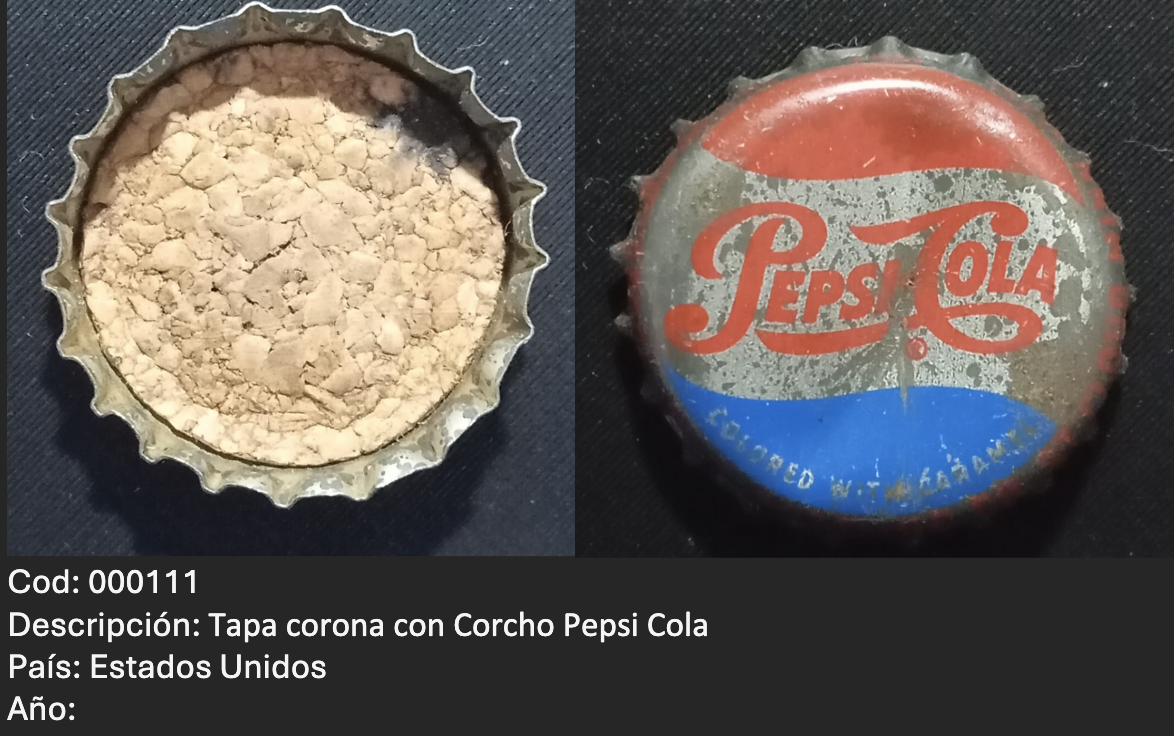 PEPSI COLA
COLORED WITH CARAMEL
Cod: 000111
Descripción: Tapa corona con Corcho Pepsi Cola
País: Estados Unidos
Año: